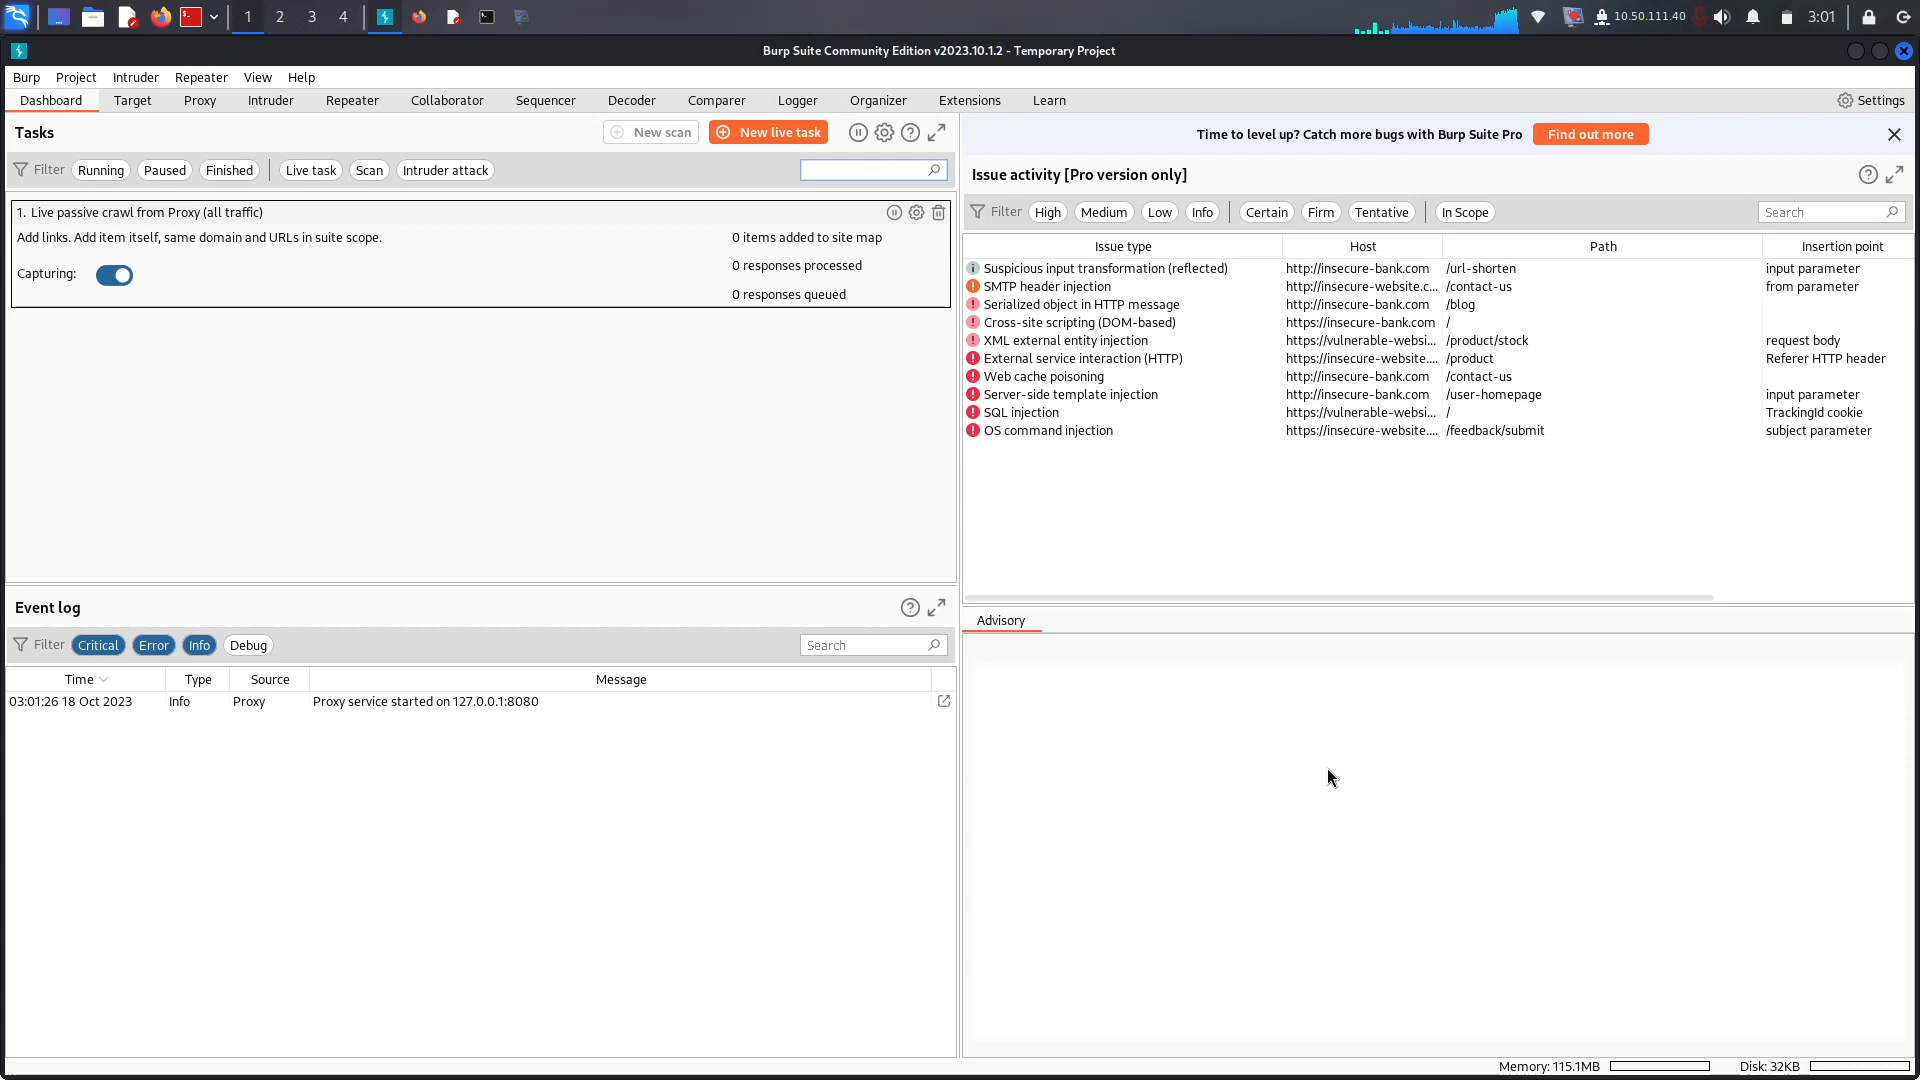 1 2 3 4 10.50.111.40 3:01
Burp Suite Community Edition v2023.10.1.2 - Temporary Project
Burp Project Intruder Repeater View Help
Dashboard Target Proxy Intruder Repeater Collaborator Sequencer Decoder Comparer Logger Organizer Extensions Learn Settings
Tasks New scan New live task
Filter Running Paused Finished Live task Scan Intruder attack
1. Live passive crawl from Proxy (all traffic)
Add links. Add item itself, same domain and URLs in suite scope. 0 items added to site map
0 responses processed
Capturing:
0 responses queued
Event log
Filter Critical Error Info Debug Search
Time Type Source Message
03:01:26 18 Oct 2023 Info Proxy Proxy service started on 127.0.0.1:8080
Time to level up? Catch more bugs with Burp Suite Pro Find out more
Issue activity [Pro version only]
Filter High Medium Low Info Certain Firm Tentative In Scope Search
Issue type Host Path Insertion point
Suspicious input transformation (reflected) http://insecure-bank.com /url-shorten input parameter
SMTP header injection http://insecure-website.c... /contact-us from parameter
Serialized object in HTTP message http://insecure-bank.com /blog
Cross-site scripting (DOM-based) https://insecure-bank.com /
XML external entity injection https://vulnerable-websi... /product/stock request body
External service interaction (HTTP) https://insecure-website.... /product Referer HTTP header
Web cache poisoning http://insecure-bank.com /contact-us
Server-side template injection http://insecure-bank.com /user-homepage input parameter
SQL injection https://vulnerable-websi... / TrackingId cookie
OS command injection https://insecure-website.... /feedback/submit subject parameter
Advisory
Memory: 115.1MB Disk: 32KB